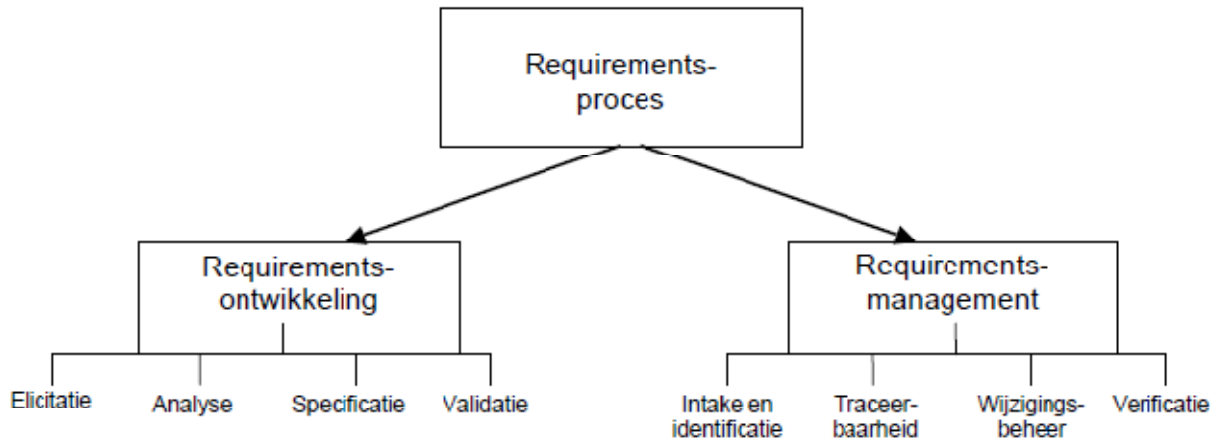 Requirements-
proces
Requirements-
ontwikkeling
Requirements-
management
Elicitatie
Analyse
Specificatie
Validatie
Intake en
identificatie
Traceer-
baarheid
Wijzigings-
beheer
Verificatie